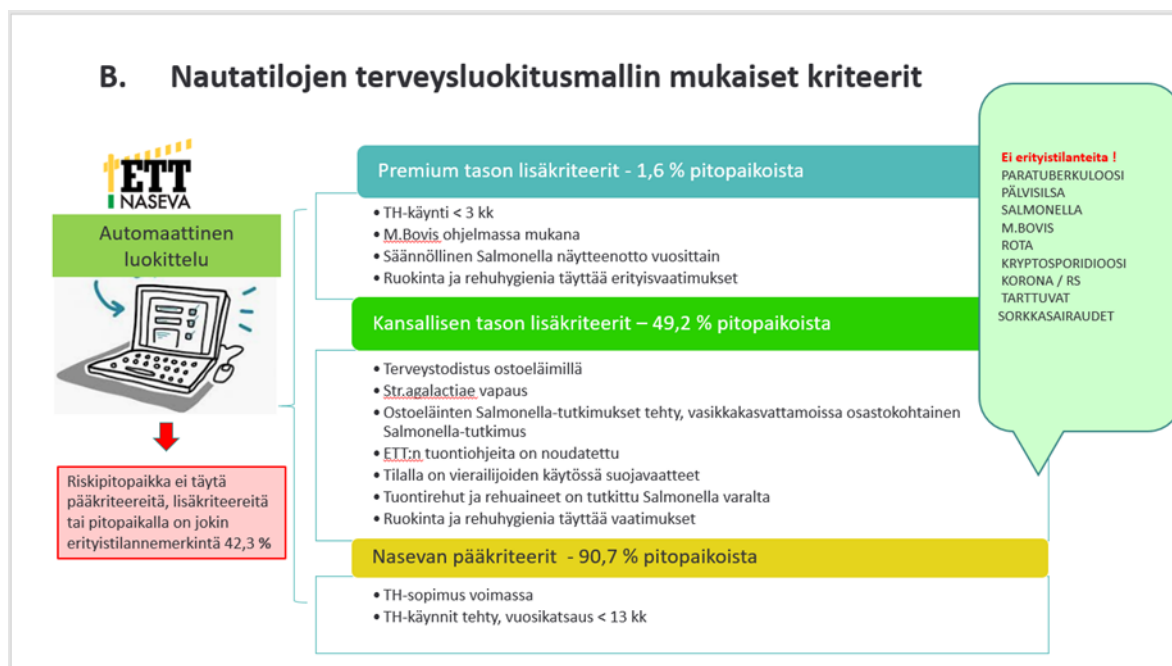 B. Nautatilojen terveysluokitusmallin mukaiset kriteerit
ETT
NASEVA
Automaattinen
luokittelu
Riskipitopaikka ei täytä
pääkriteereitä, lisäkriteereitä
tai pitopaikalla on jokin
erityistilannemerkintä 42,3 %
Premium tason lisäkriteerit - 1,6 % pitopaikoista
• TH-käynti < 3 kk
• M.Bovis ohjelmassa mukana
• Säännöllinen Salmonella näytteenotto vuosittain
• Ruokinta ja rehuhygienia täyttää erityisvaatimukset
Kansallisen tason lisäkriteerit – 49,2 % pitopaikoista
• Terveystodistus ostoeläimillä
• Str.agalactiae vapaus
• Ostoeläinten Salmonella-tutkimukset tehty, vasikkakasvattamoissa osastokohtainen
Salmonella-tutkimus
• ETT:n tuontiohjeita on noudatettu
• Tilalla on vierailijoiden käytössä suojavaatteet
• Tuontirehut ja rehuaineet on tutkittu Salmonella varalta
• Ruokinta ja rehuhygienia täyttää vaatimukset
Nasevan pääkriteerit - 90,7 % pitopaikoista
• TH-sopimus voimassa
• TH-käynnit tehty, vuosikatsaus < 13 kk
Ei erityistilanteita !
PARATUBERKULOOSI
PÄLVISILSA
SALMONELLA
M.BOVIS
ROTA
KRYPTOSPORIDIOOSI
KORONA / RS
TARTTUVAT
SORKKASAIRAUDET